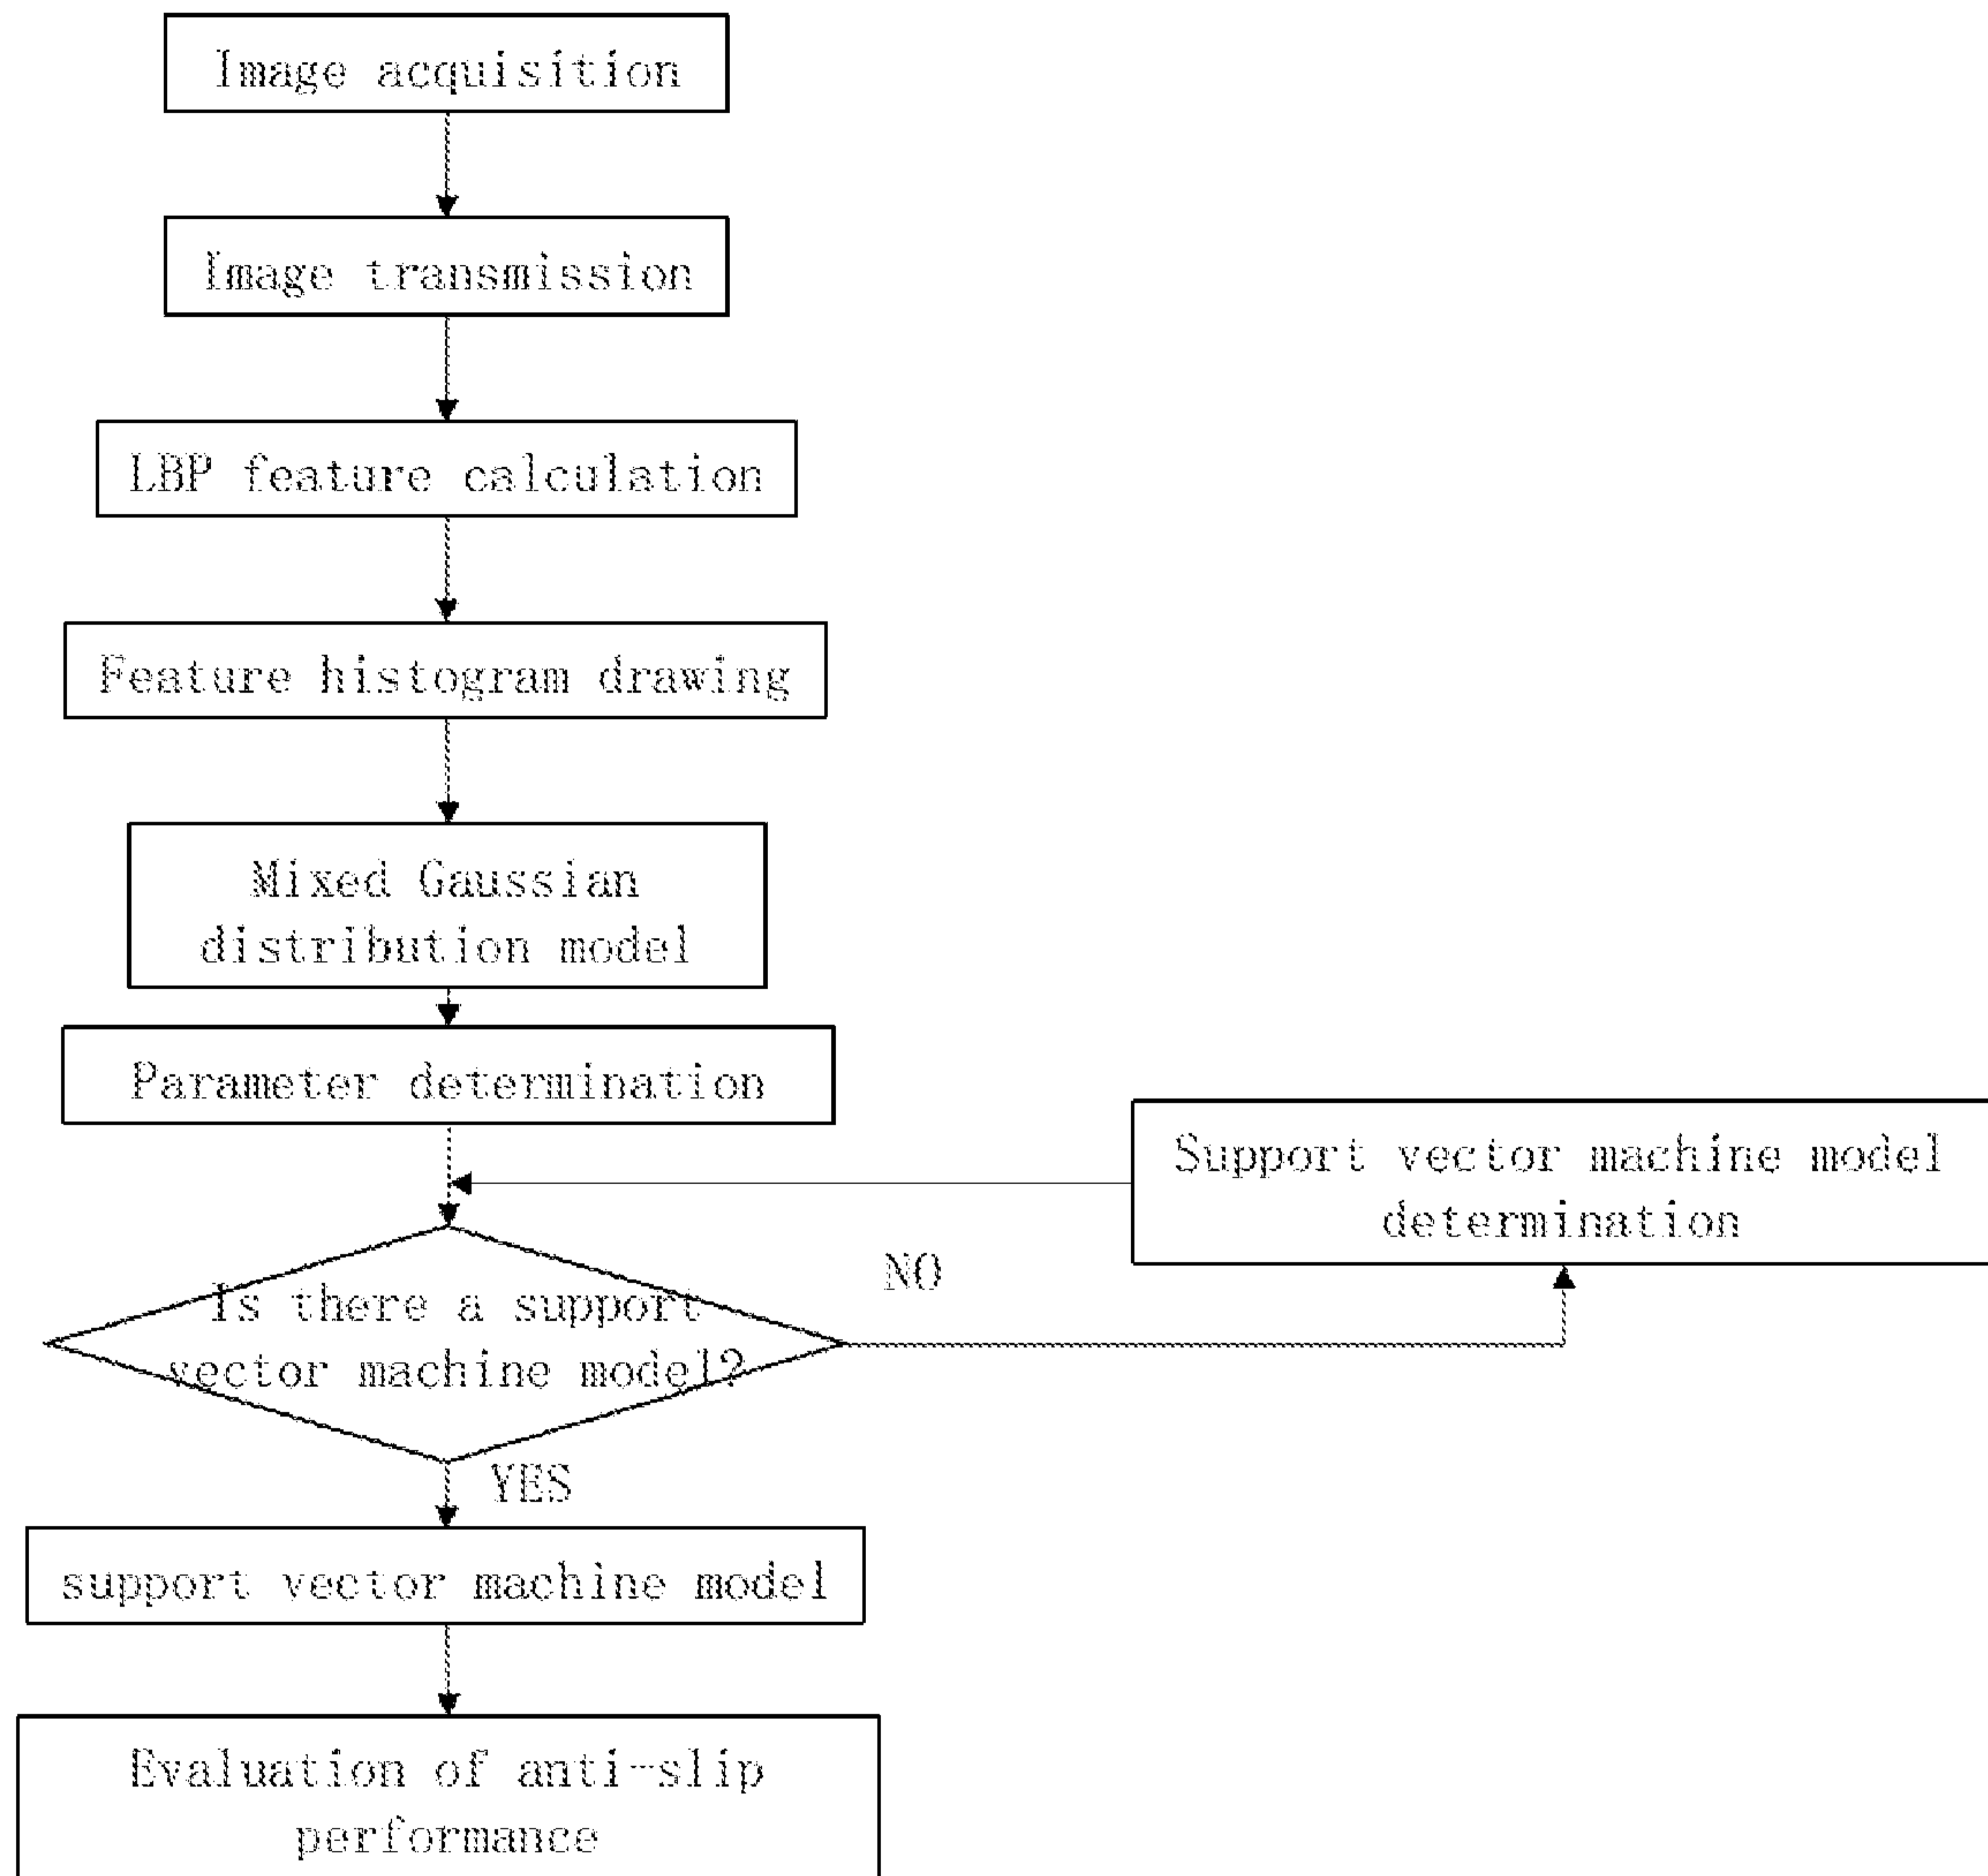 Image acquisition
Image transmission
LBP feature calculation
Feature histogram drawing
Mixed Gaussian
distribution model
Parameter determination
Support vector machine model
determination
NO
Is there a support
vector machine model?
YES
support vector machine model
Evaluation of anti-slip
performance